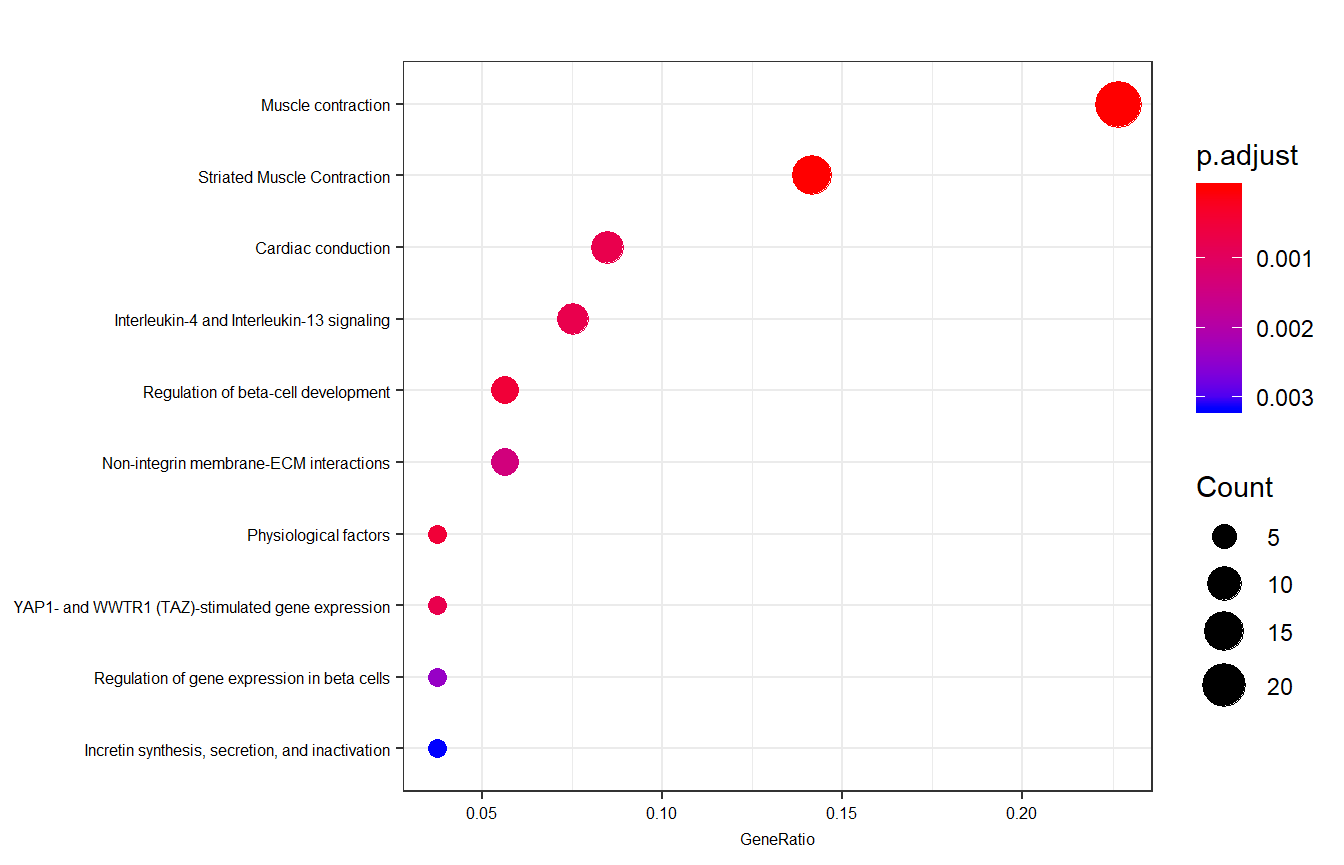 Muscle contraction
Striated Muscle Contraction
Cardiac conduction
Interleukin-4 and Interleukin-13 signaling
Regulation of beta-cell development
Non-integrin membrane-ECM interactions
Physiological factors
YAP1- and WWTR1 (TAZ)-stimulated gene expression
Regulation of gene expression in beta cells
Incretin synthesis, secretion, and inactivation
0.05
0.10
0.15
0.20
GeneRatio
p.adjust
0.001
0.002
0.003
Count
5
10
15
20